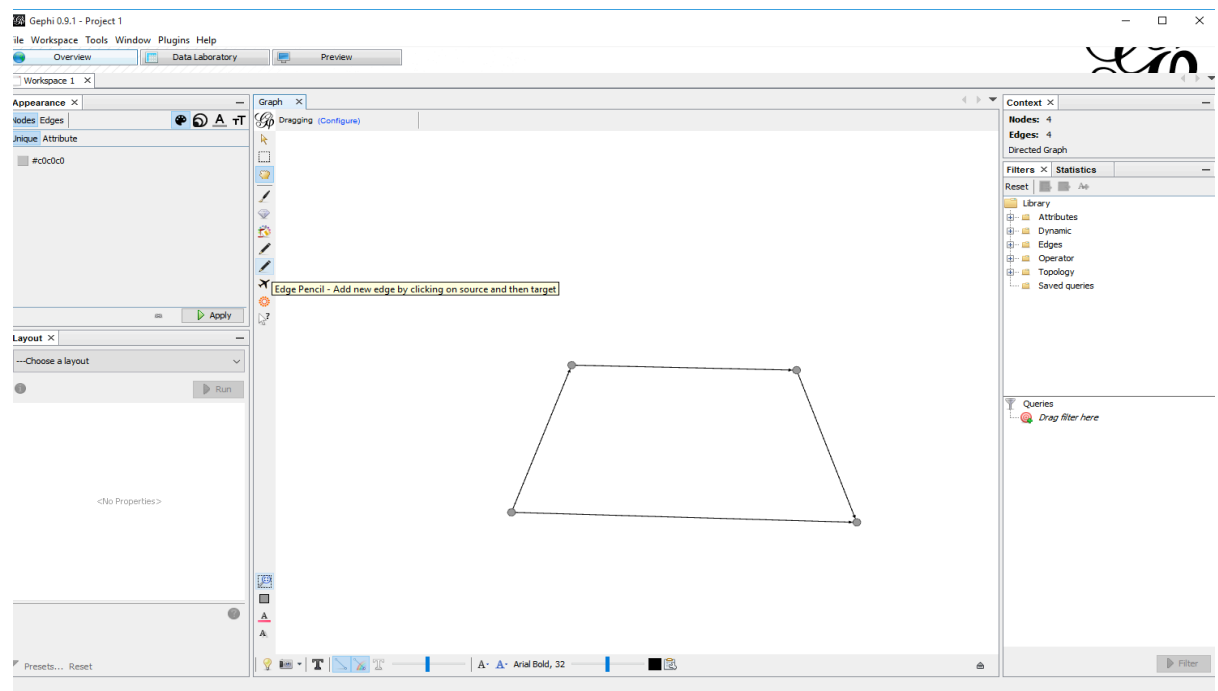 Gephi 0.9.1 - Project 1
ile Workspace Tools Window Plugins Help
Overview Data Laboratory Preview
Workspace 1
Appearance
Nodes Edges
Unique Attribute
#c0c0c0
Apply
Layout
---Choose a layout
Run
<No Properties>
Presets... Reset
Graph
Dragging (Configure)
Edge Pencil - Add new edge by clicking on source and then target
A- A- Arial Bold, 32
Context
Nodes: 4
Edges: 4
Directed Graph
Filters Statistics
Reset
Library
Attributes
Dynamic
Edges
Operator
Topology
Saved queries
Queries
Drag filter here
Filter